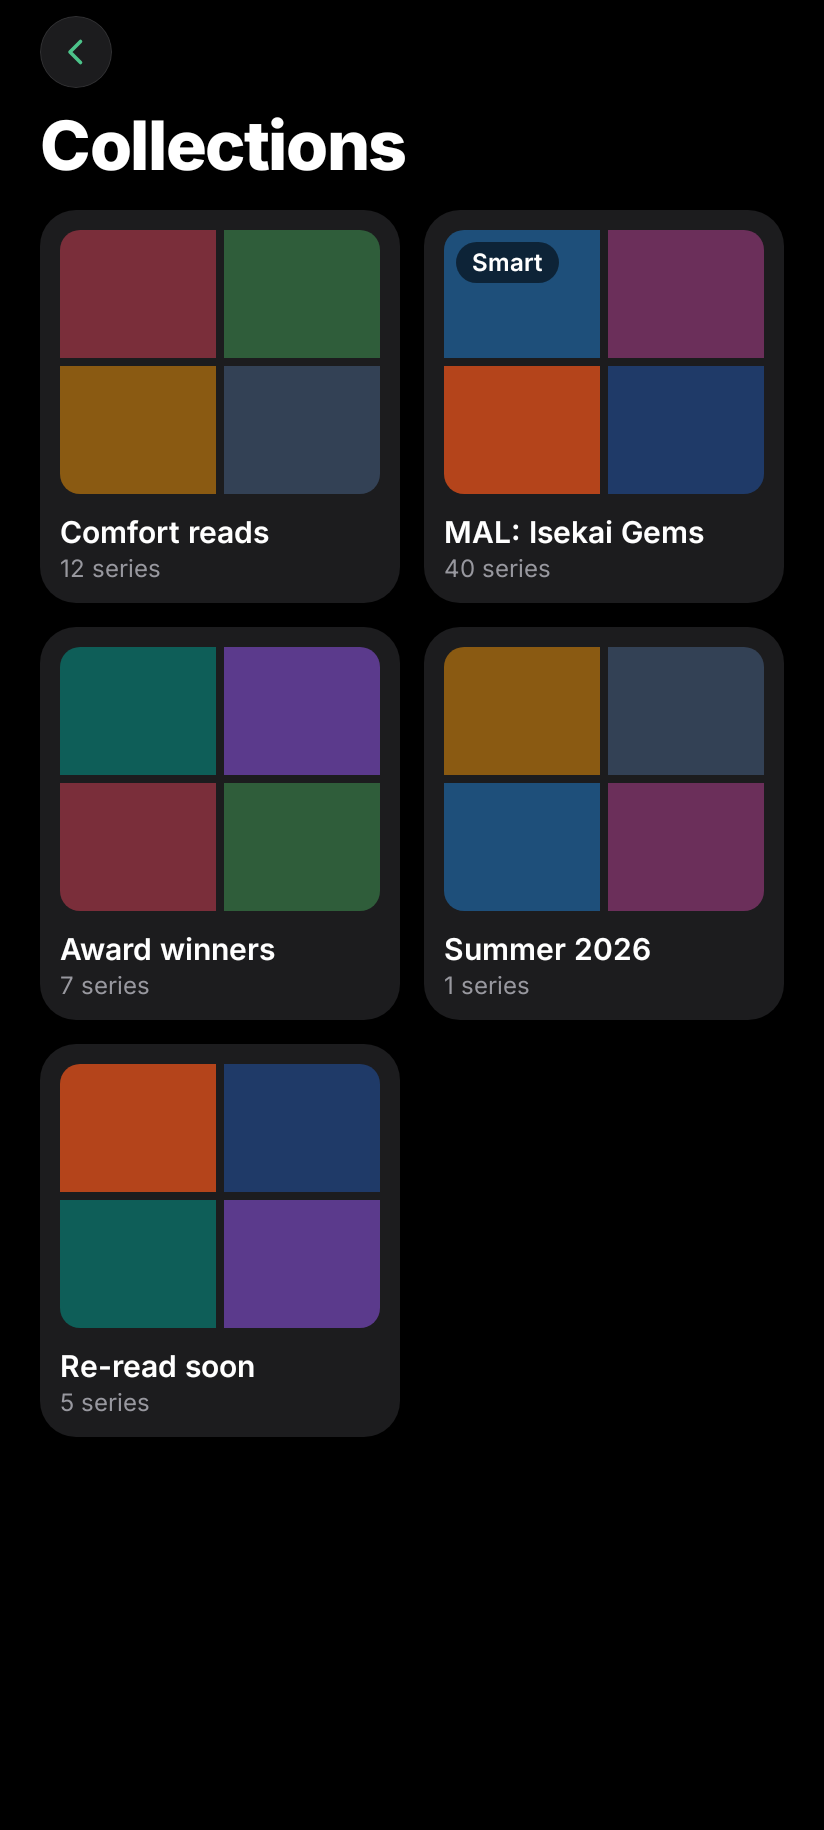 Collections
Smart
Comfort reads
12 series
MAL: Isekai Gems
40 series
Award winners
7 series
Summer 2026
1 series
Re-read soon
5 series